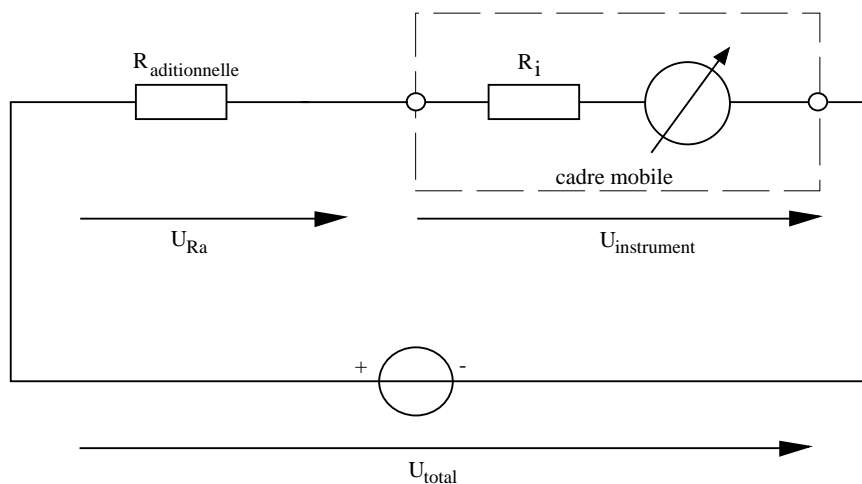 R aditionnelle
R i
cadre mobile
U Ra
U instrument
+ -
U total